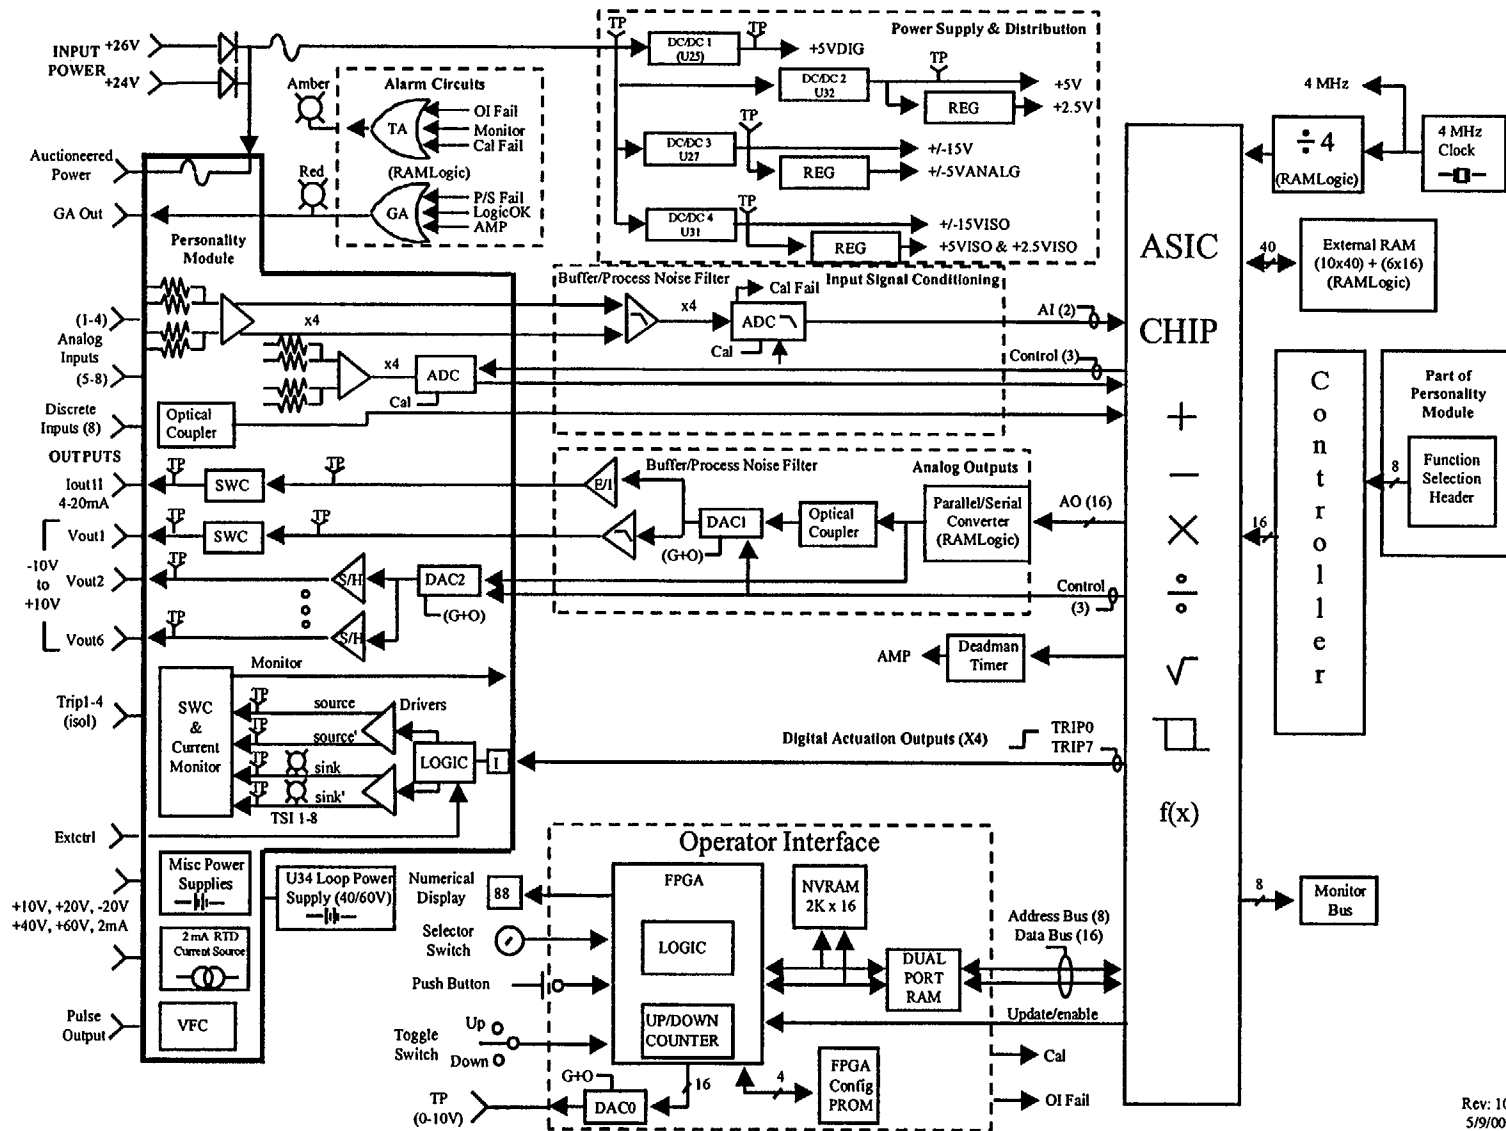 INPUT POWER
+26V
+24V
Auctioneered Power
GA Out
Amber
Red
Alarm Circuits
TA
OI Fail
Monitor
Cal Fail
(RAMLogic)
GA
P/S Fail
LogicOK
AMP
Power Supply & Distribution
TP
DC/DC 1 (U25)
TP
+5VDIG
DC/DC 2 U32
TP
+5V
REG
+2.5V
DC/DC 3 U27
TP
+/-15V
REG
+/-5VANALG
DC/DC 4 U31
TP
+/-15VISO
REG
+5VISO & +2.5VISO
4 MHz
÷ 4
(RAMLogic)
4 MHz Clock
ASIC
CHIP
+
−
×
÷
√
f(x)
40
External RAM
(10x40) + (6x16)
(RAMLogic)
Controller
16
8
Part of Personality Module
Function Selection Header
8
Monitor Bus
Personality Module
(1-4)
Analog Inputs
(5-8)
x4
x4
ADC
Cal
Discrete Inputs (8)
Optical Coupler
Buffer/Process Noise Filter
Input Signal Conditioning
x4
Cal Fail
ADC
Cal
AI (2)
Control (3)
OUTPUTS
Iout11
4-20mA
TP
SWC
TP
E/I
Buffer/Process Noise Filter
Analog Outputs
Vout1
TP
SWC
TP
DAC1
(G+O)
Optical Coupler
Parallel/Serial Converter (RAMLogic)
AO (16)
-10V
to
+10V
Vout2
TP
S/H
DAC2
(G+O)
Control
(3)
Vout6
TP
S/H
AMP
Deadman Timer
Monitor
Trip1-4
(isol)
SWC
&
Current
Monitor
TP
source
Drivers
TP
source'
TP
sink
TP
sink'
TSI 1-8
LOGIC
I
Digital Actuation Outputs (X4)
TRIP0
TRIP7
Extctrl
Misc Power Supplies
U34 Loop Power Supply (40/60V)
+10V, +20V, -20V
+40V, +60V, 2mA
2 mA RTD
Current Source
Pulse Output
VFC
Operator Interface
Numerical Display
88
Selector Switch
Push Button
Toggle Switch
Up
Down
FPGA
LOGIC
UP/DOWN COUNTER
NVRAM
2K x 16
DUAL PORT RAM
Address Bus (8)
Data Bus (16)
Update/enable
Cal
OI Fail
G+O
16
4
FPGA Config PROM
TP
(0-10V)
DAC0
Rev: 10
5/9/00